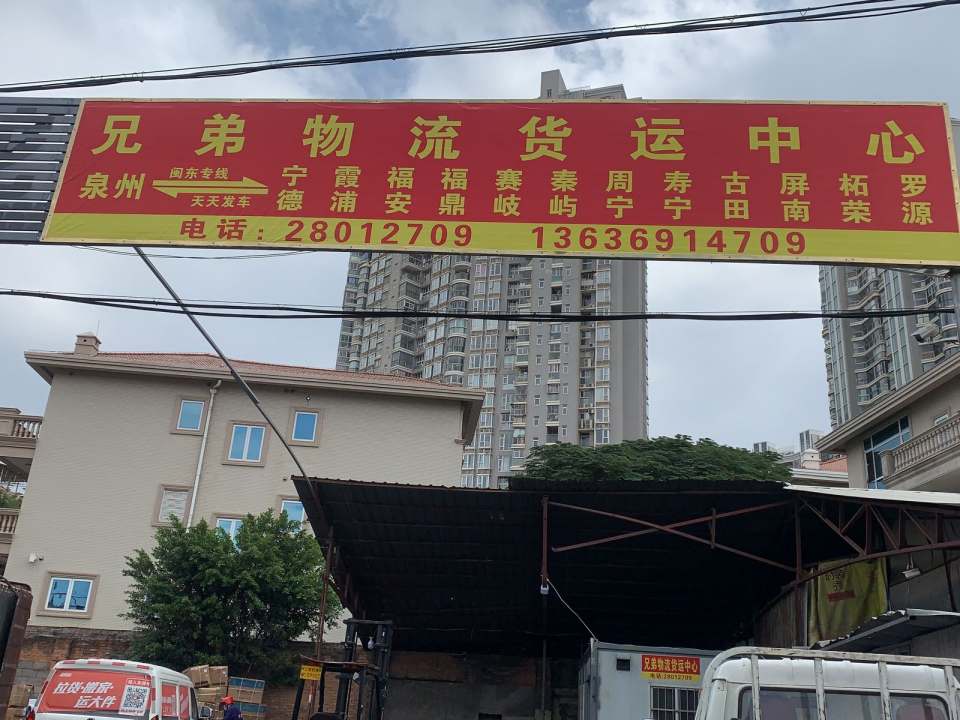 兄弟物流货运中心
泉州 闽东专线 天天发车 宁德 霞浦 福安 福鼎 赛岐 秦屿 周宁 寿宁 古田 屏南 柘荣 罗源
电话：28012709 13636914709
兄弟物流货运中心
电话:28012709
拉货·搬家
运大件